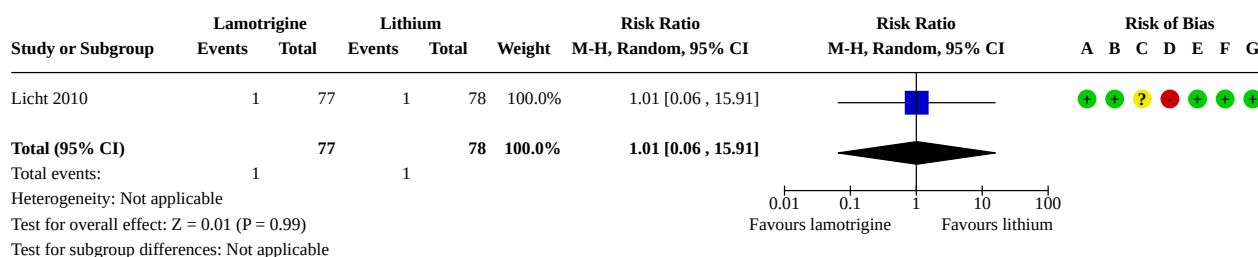 Lamotrigine Lithium Risk Ratio Risk Ratio Risk of Bias
Study or Subgroup Events Total Events Total Weight M-H, Random, 95% CI M-H, Random, 95% CI A B C D E F G
Licht 2010 1 77 1 78 100.0% 1.01 [0.06 , 15.91] + + ? - + + +
Total (95% CI) 77 78 100.0% 1.01 [0.06 , 15.91]
Total events: 1 1
Heterogeneity: Not applicable 0.01 0.1 1 10 100
Test for overall effect: Z = 0.01 (P = 0.99) Favours lamotrigine Favours lithium
Test for subgroup differences: Not applicable